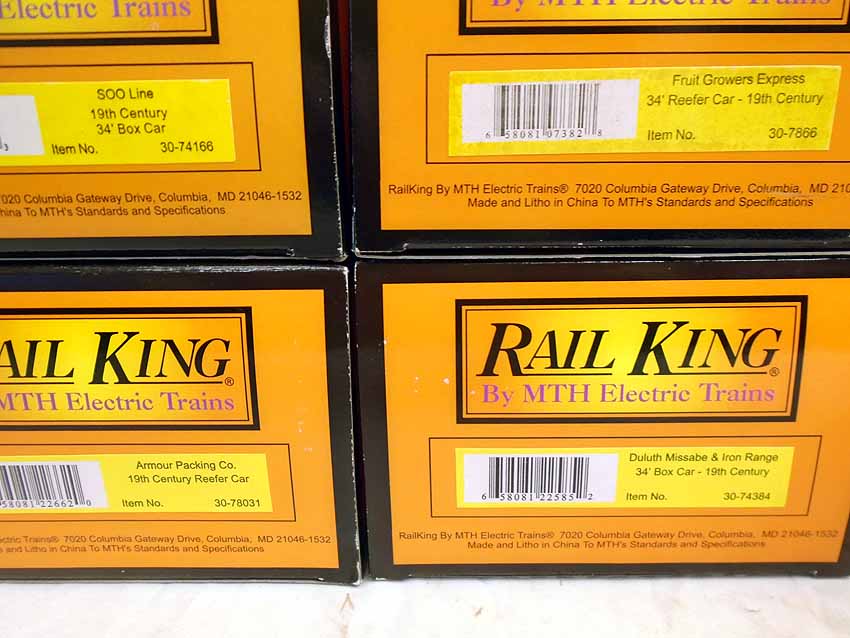 Electric Trains
SOO Line
19th Century
34' Box Car
3
Item No. 30-74166
7020 Columbia Gateway Drive, Columbia, MD 21046-1532
China To MTH's Standards and Specifications
By MTH Electric Trains
Fruit Growers Express
34' Reefer Car - 19th Century
6 58081 07382 8
Item No. 30-7866
RailKing By MTH Electric Trains® 7020 Columbia Gateway Drive, Columbia, MD 210
Made and Litho in China To MTH's Standards and Specifications
AIL KING®
MTH Electric Trains
Armour Packing Co.
19th Century Reefer Car
58081 22662 0
Item No. 30-78031
ectric Trains® 7020 Columbia Gateway Drive, Columbia, MD 21046-1532
and Litho in China To MTH's Standards and Specifications
RAIL KING®
By MTH Electric Trains
Duluth Missabe & Iron Range
34' Box Car - 19th Century
6 58081 22585 2
Item No. 30-74384
RailKing By MTH Electric Trains® 7020 Columbia Gateway Drive, Columbia, MD 21046-1532
Made and Litho in China To MTH's Standards and Specifications